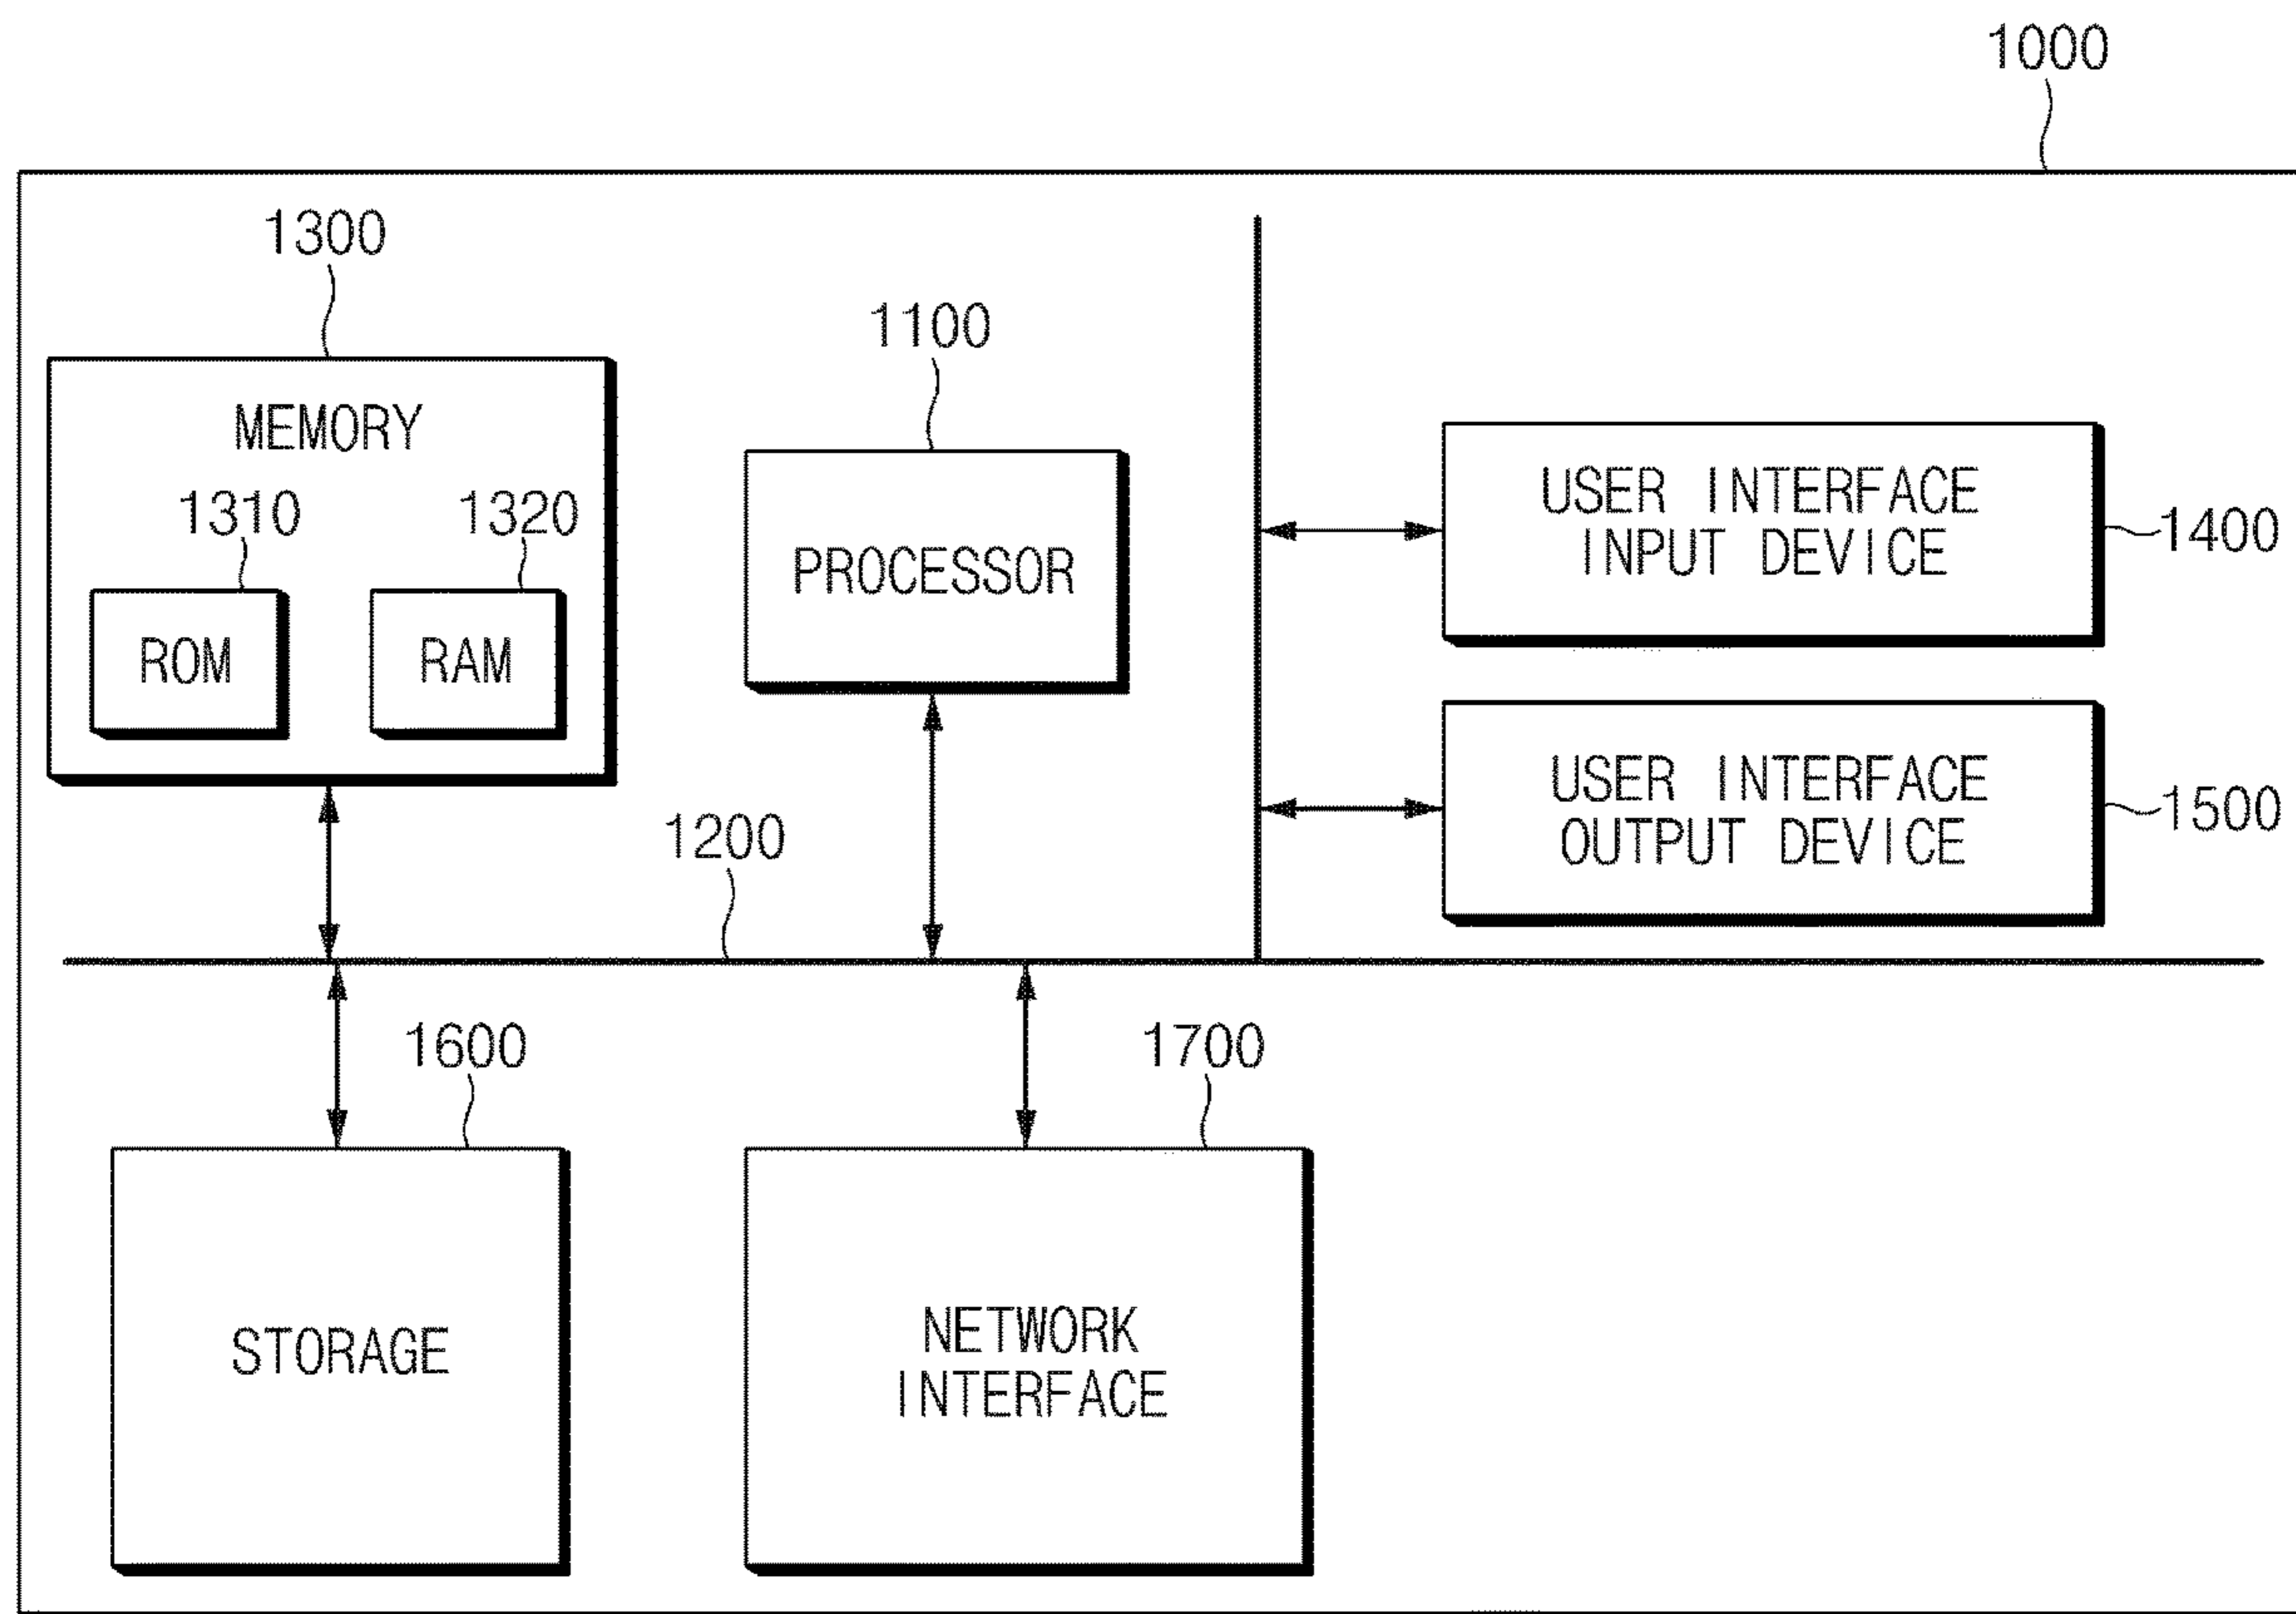 1000
1300
MEMORY
1310
1320
ROM
RAM
1100
PROCESSOR
USER INTERFACE
INPUT DEVICE
1400
USER INTERFACE
OUTPUT DEVICE
1500
1200
1600
STORAGE
1700
NETWORK
INTERFACE